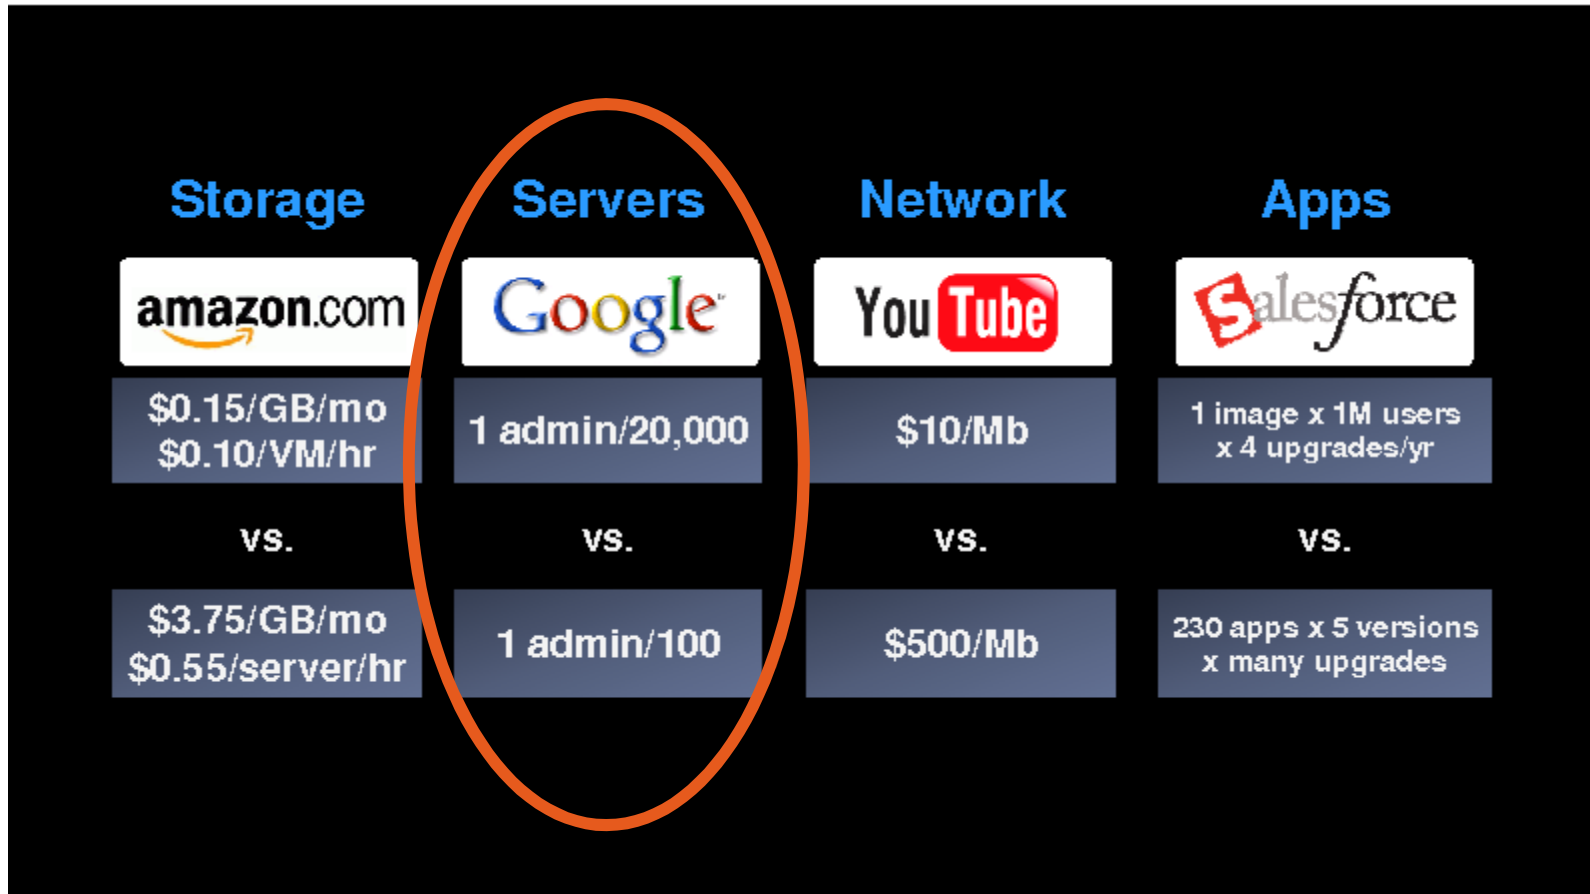 Storage
amazon.com
$0.15/GB/mo
$0.10/VM/hr
vs.
$3.75/GB/mo
$0.55/server/hr
Servers
Google
1 admin/20,000
vs.
1 admin/100
Network
YouTube
$10/Mb
vs.
$500/Mb
Apps
Salesforce
1 image x 1M users
x 4 upgrades/yr
vs.
230 apps x 5 versions
x many upgrades